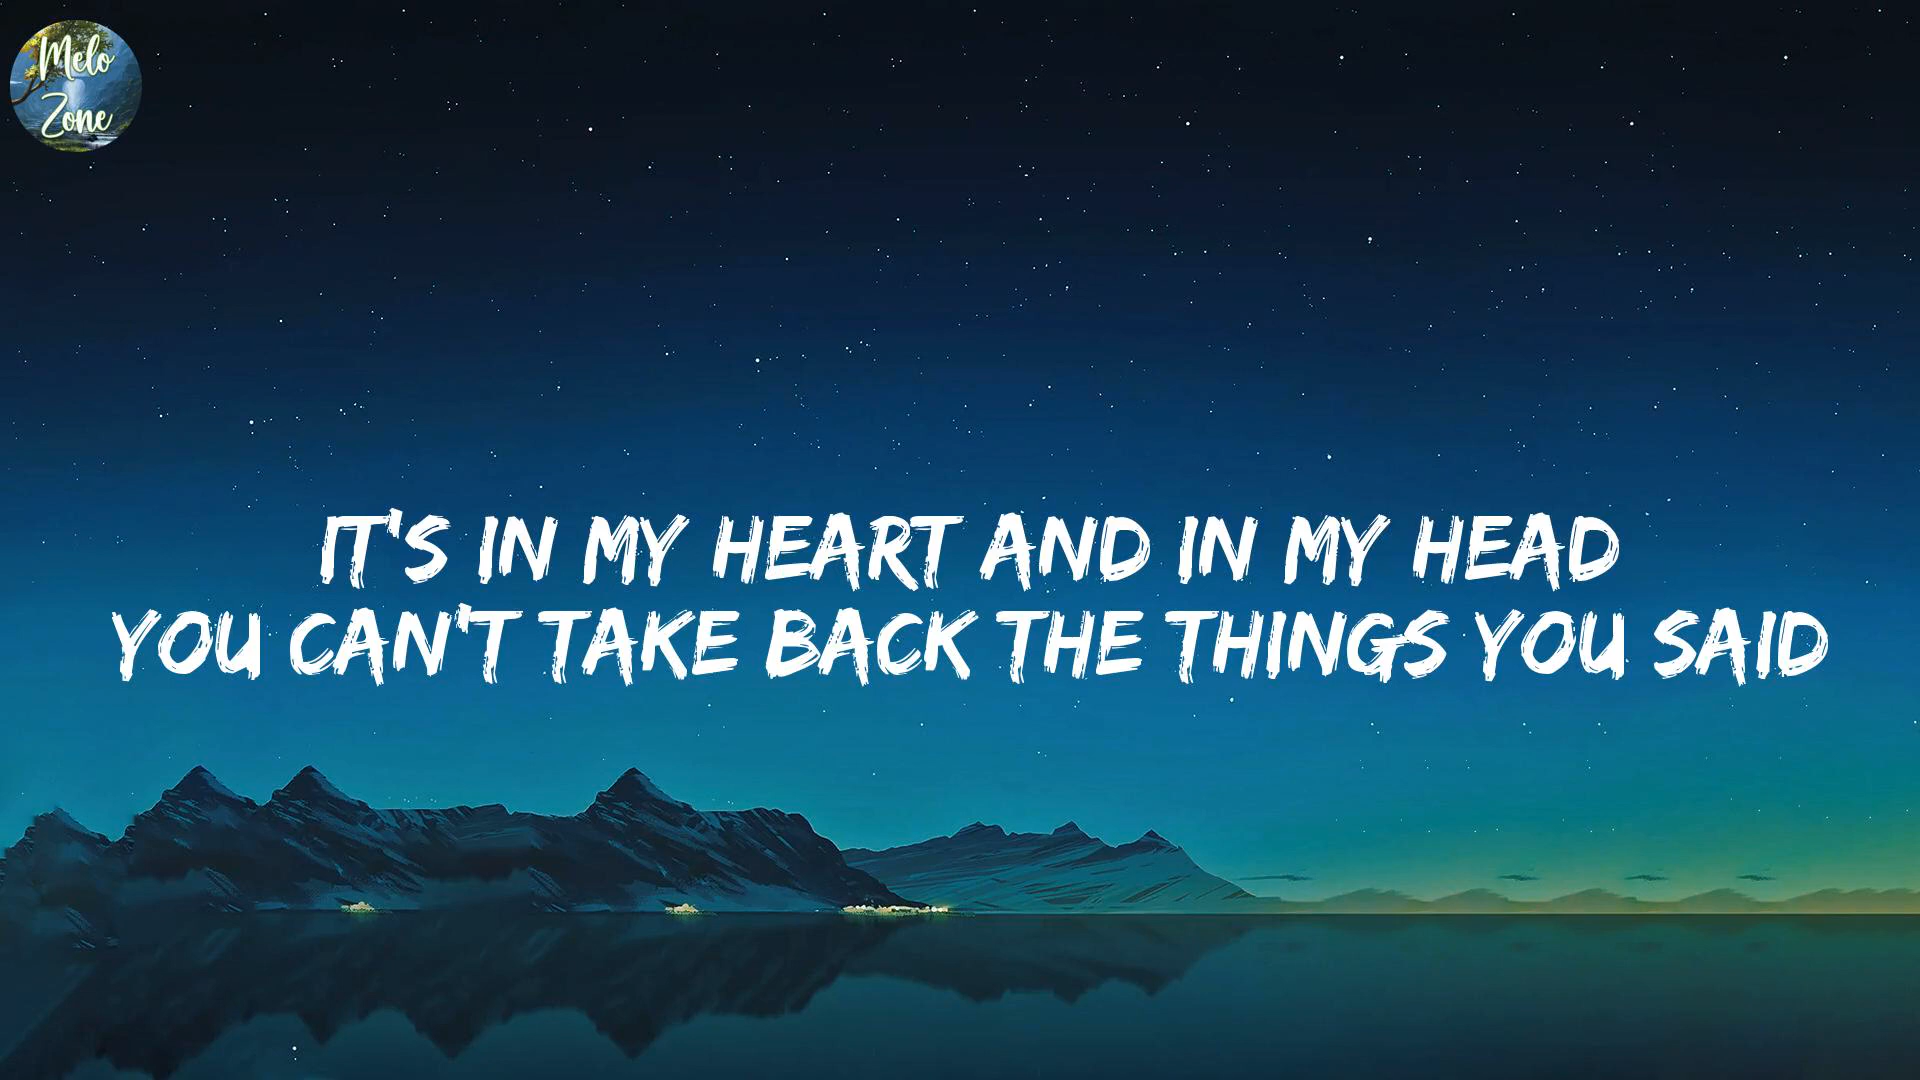 Melo
Zone
IT'S IN MY HEART AND IN MY HEAD
YOU CAN'T TAKE BACK THE THINGS YOU SAID